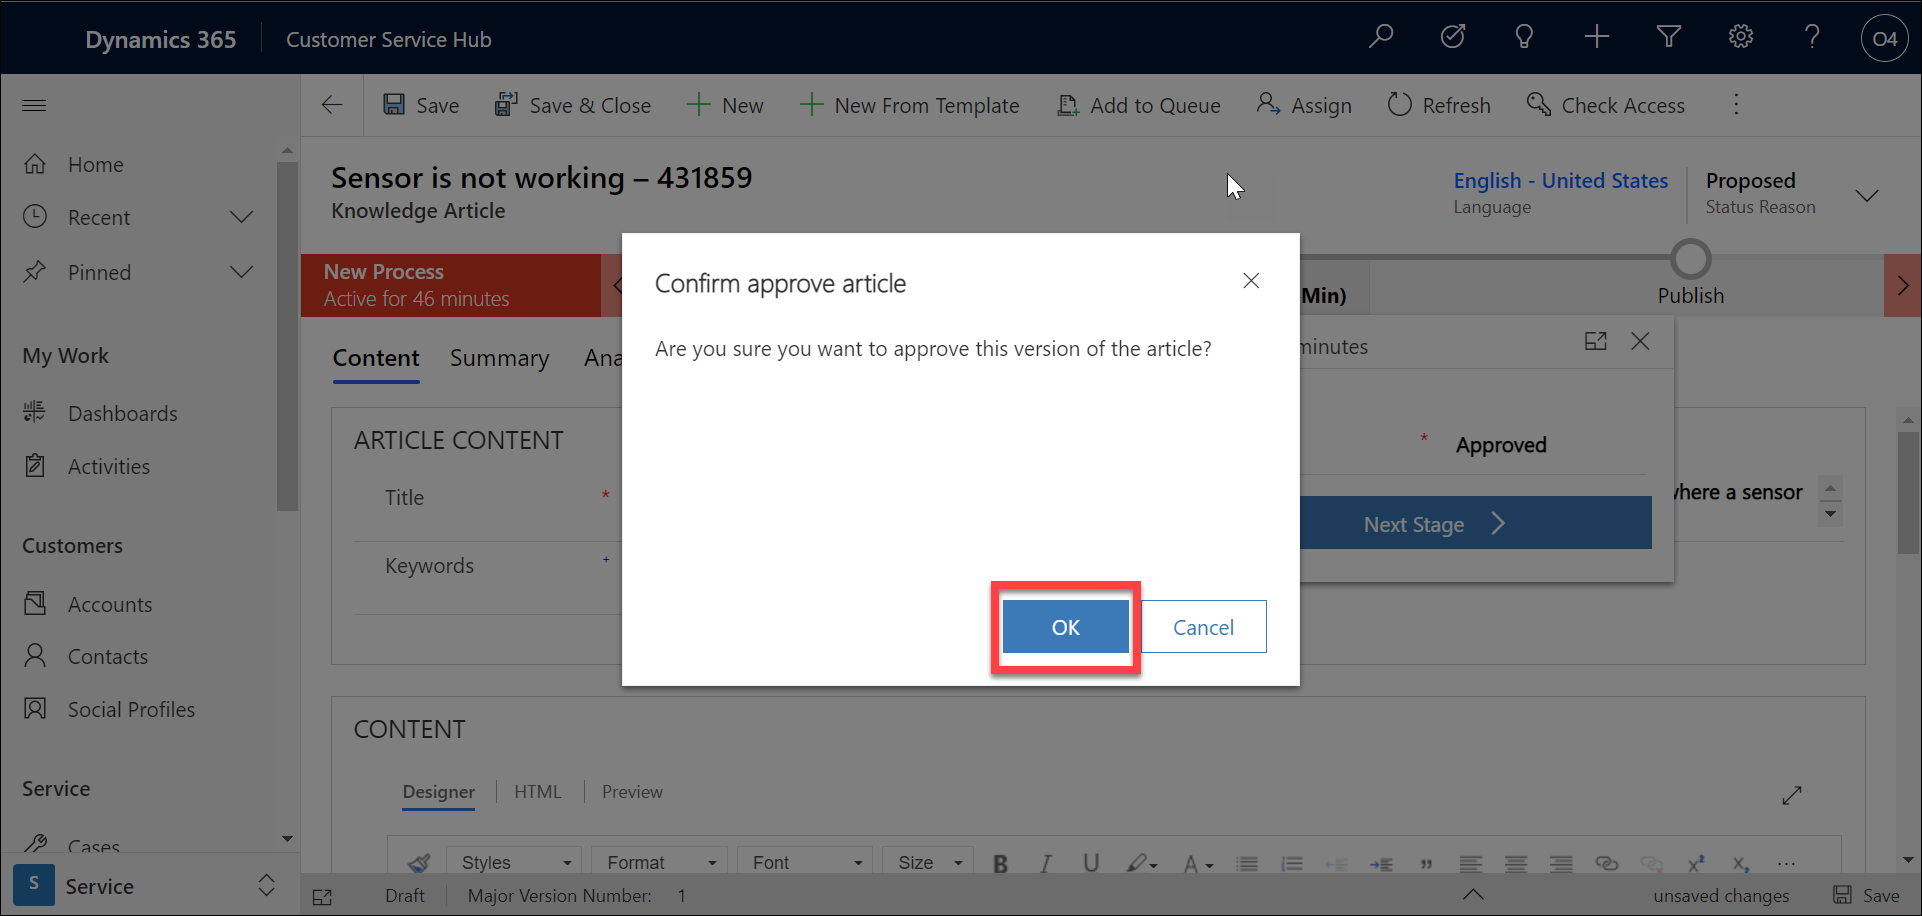 Dynamics 365
Customer Service Hub
O4
Save
Save & Close
New
New From Template
Add to Queue
Assign
Refresh
Check Access
Home
Recent
Pinned
My Work
Dashboards
Activities
Customers
Accounts
Contacts
Social Profiles
Service
Cases
S
Service
Sensor is not working – 431859
Knowledge Article
English - United States
Language
Proposed
Status Reason
New Process
Active for 46 minutes
Min)
Publish
Content
Summary
minutes
Confirm approve article
Are you sure you want to approve this version of the article?
OK
Cancel
* Approved
Next Stage
where a sensor
ARTICLE CONTENT
Title *
Keywords +
CONTENT
Designer
HTML
Preview
Styles
Format
Font
Size
B I U
A
Draft
Major Version Number: 1
unsaved changes
Save